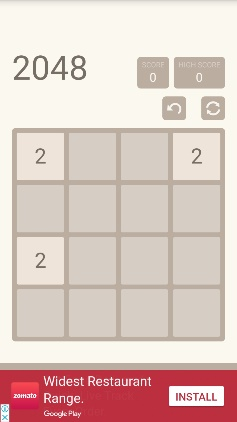 2048
SCORE
0
HIGH SCORE
0
2
2
2
zomato
Widest Restaurant
Range.
Google Play
INSTALL